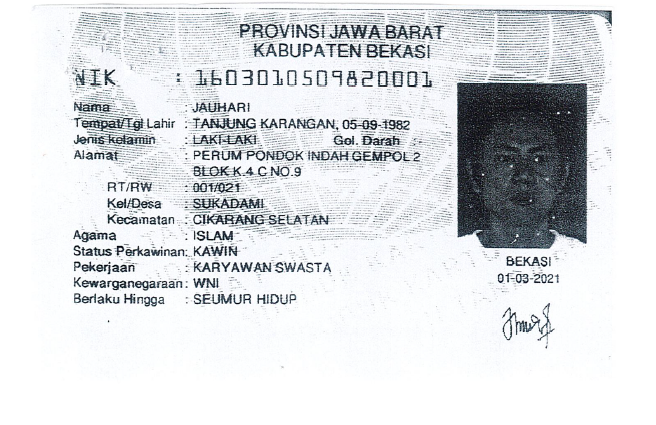 PROVINSI JAWA BARAT
KABUPATEN BEKASI
NIK : 1603010509820001
Nama : JAUHARI
Tempat/Tgl Lahir : TANJUNG KARANGAN, 05-09-1982
Jenis kelamin : LAKI-LAKI Gol. Darah :-
Alamat : PERUM PONDOK INDAH GEMPOL 2
BLOK K.4 C NO.9
RT/RW : 001/021
Kel/Desa : SUKADAMI
Kecamatan : CIKARANG SELATAN
Agama : ISLAM
Status Perkawinan: KAWIN
Pekerjaan : KARYAWAN SWASTA
Kewarganegaraan: WNI
Berlaku Hingga : SEUMUR HIDUP
BEKASI
01-03-2021